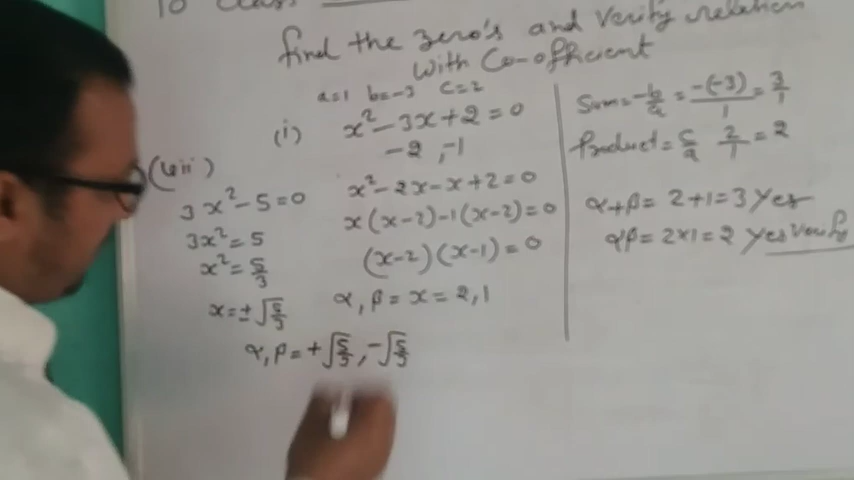 10 Class
find the zero's and Verify relation
with Co-officient
a=1 b=-3 c=2
(i) x²-3x+2=0
-2, -1
x²-2x-x+2=0
x(x-2)-1(x-2)=0
(x-2)(x-1)=0
α, β = x = 2, 1
Sum = -b/a = -(-3)/1 = 3/1
Product = c/a 2/1 = 2
α+β = 2+1 = 3 Yes
αβ = 2×1 = 2 Yes Verify
3x²-5=0
3x²=5
x²=5/3
x=±√5/3
α, β = +√5/3, -√5/3